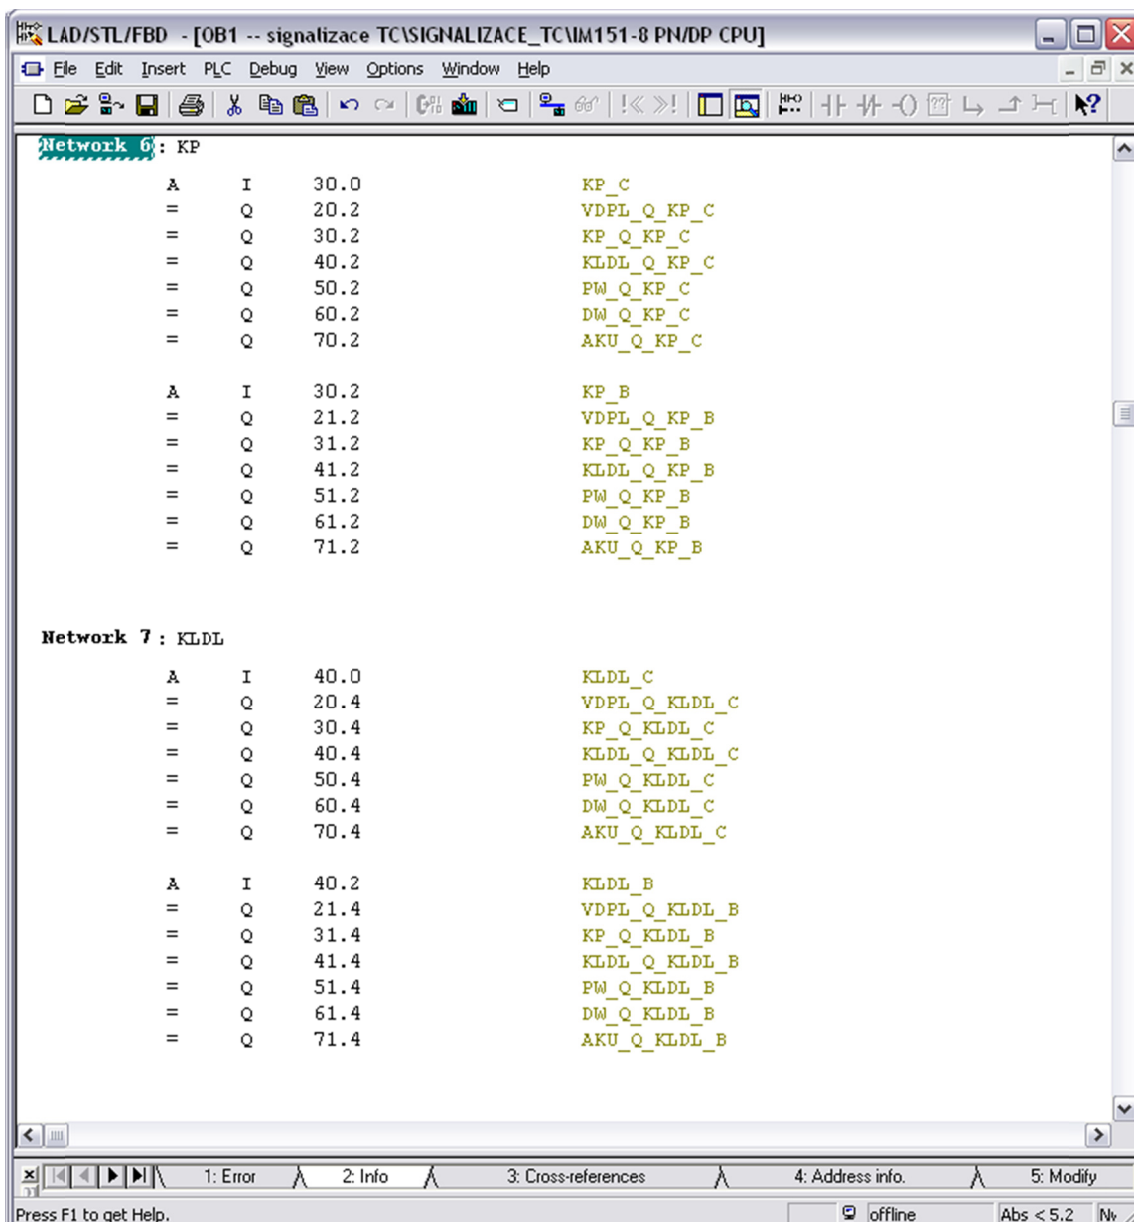 LAD/STL/FBD - [OB1 -- signalizace TC\SIGNALIZACE_TC\IM151-8 PN/DP CPU]
File Edit Insert PLC Debug View Options Window Help
Network 6: KP
A I 30.0 KP_C
= Q 20.2 VDPL_Q_KP_C
= Q 30.2 KP_Q_KP_C
= Q 40.2 KLDL_Q_KP_C
= Q 50.2 PW_Q_KP_C
= Q 60.2 DW_Q_KP_C
= Q 70.2 AKU_Q_KP_C
A I 30.2 KP_B
= Q 21.2 VDPL_Q_KP_B
= Q 31.2 KP_Q_KP_B
= Q 41.2 KLDL_Q_KP_B
= Q 51.2 PW_Q_KP_B
= Q 61.2 DW_Q_KP_B
= Q 71.2 AKU_Q_KP_B
Network 7: KLDL
A I 40.0 KLDL_C
= Q 20.4 VDPL_Q_KLDL_C
= Q 30.4 KP_Q_KLDL_C
= Q 40.4 KLDL_Q_KLDL_C
= Q 50.4 PW_Q_KLDL_C
= Q 60.4 DW_Q_KLDL_C
= Q 70.4 AKU_Q_KLDL_C
A I 40.2 KLDL_B
= Q 21.4 VDPL_Q_KLDL_B
= Q 31.4 KP_Q_KLDL_B
= Q 41.4 KLDL_Q_KLDL_B
= Q 51.4 PW_Q_KLDL_B
= Q 61.4 DW_Q_KLDL_B
= Q 71.4 AKU_Q_KLDL_B
1: Error 2: Info 3: Cross-references 4: Address info. 5: Modify
Press F1 to get Help. offline Abs < 5.2